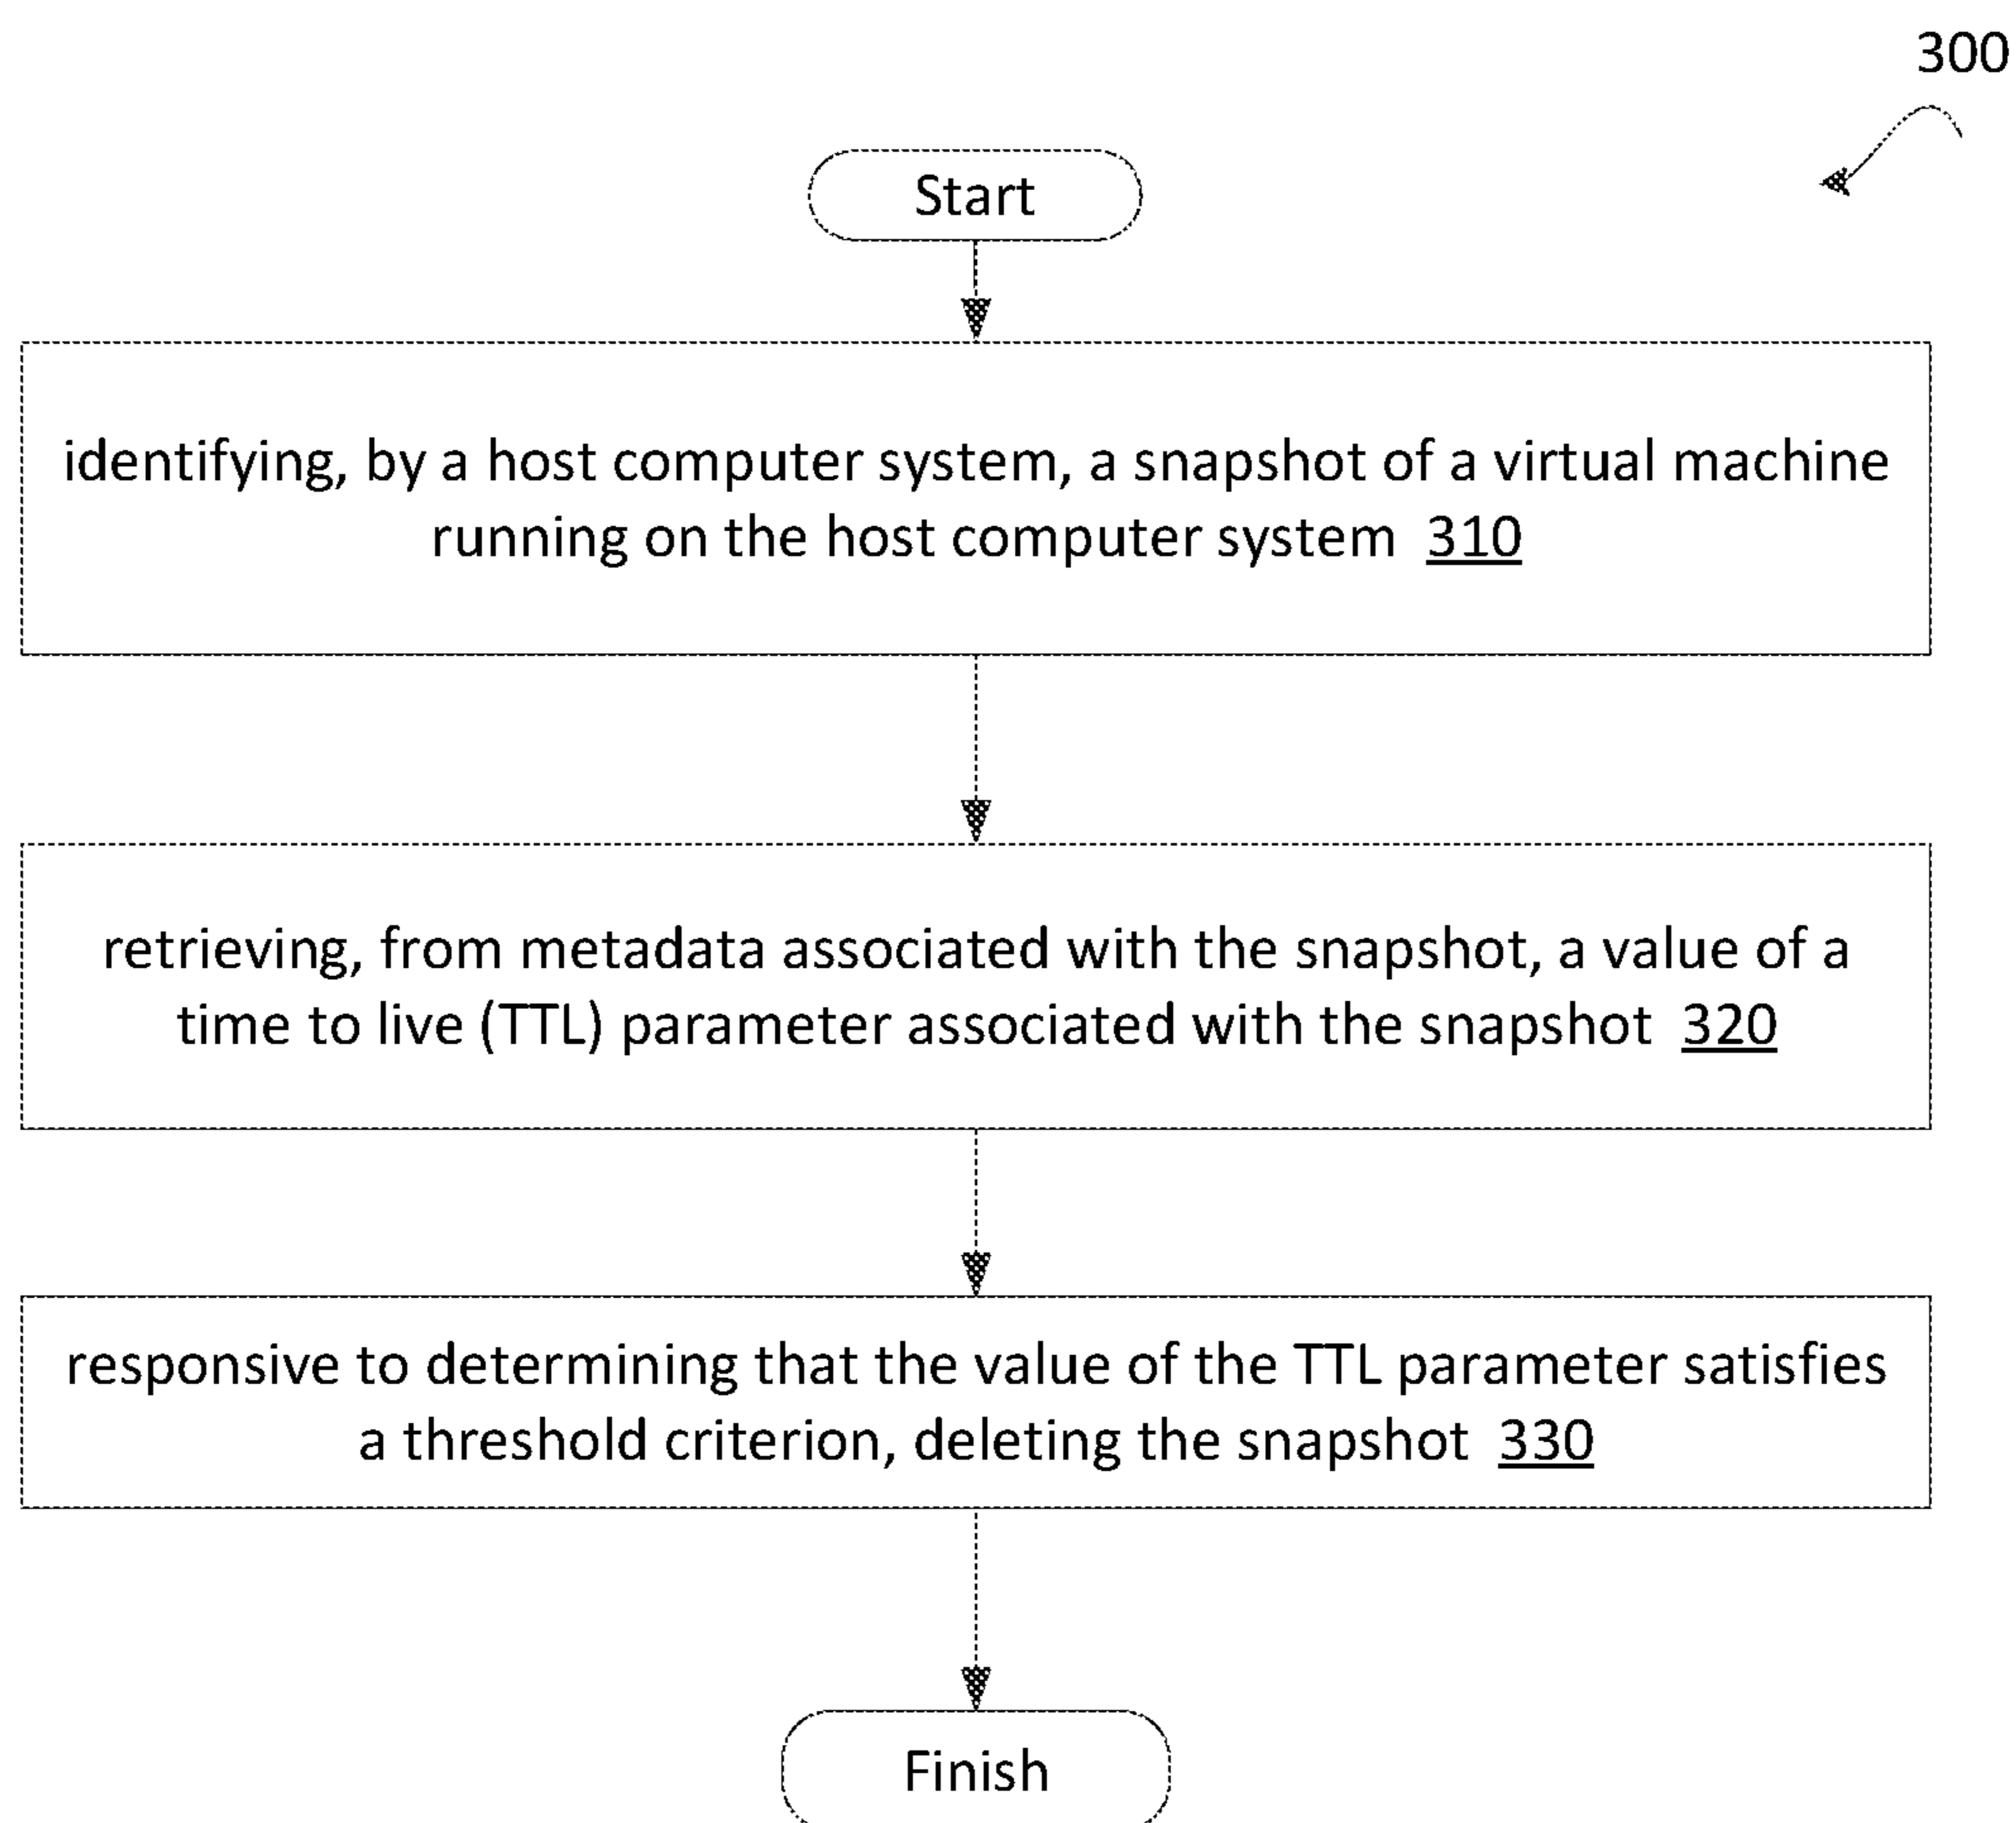 300
Start
identifying, by a host computer system, a snapshot of a virtual machine
running on the host computer system 310
retrieving, from metadata associated with the snapshot, a value of a
time to live (TTL) parameter associated with the snapshot 320
responsive to determining that the value of the TTL parameter satisfies
a threshold criterion, deleting the snapshot 330
Finish